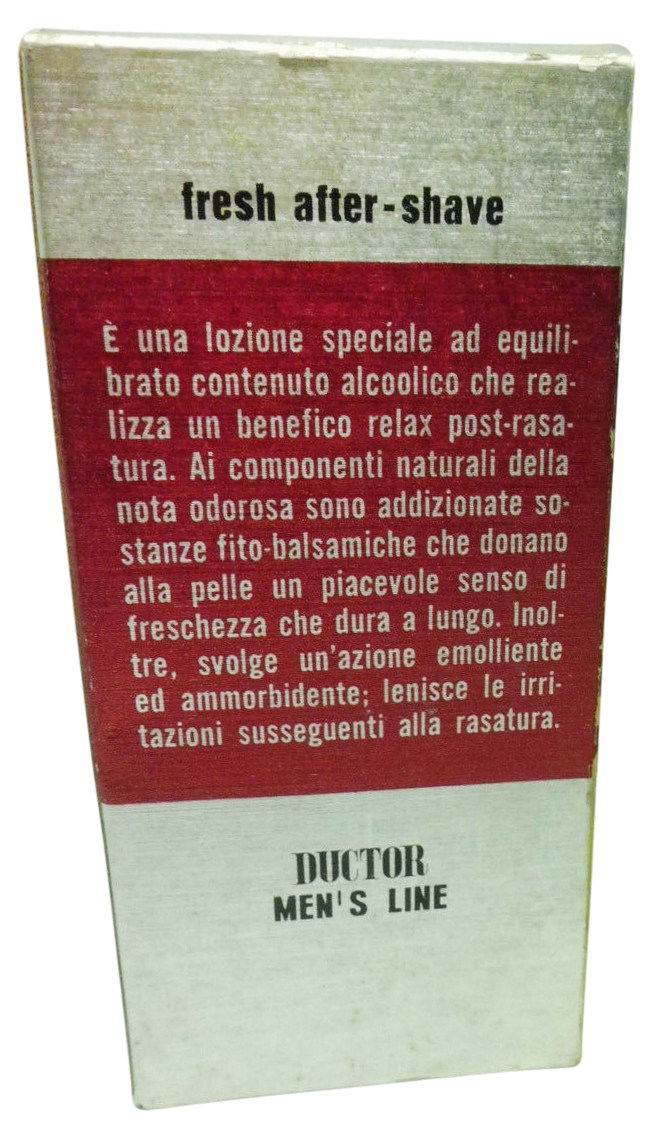 fresh after-shave
È una lozione speciale ad equili-
brato contenuto alcoolico che rea-
lizza un benefico relax post-rasa-
tura. Ai componenti naturali della
nota odorosa sono addizionate so-
stanze fito-balsamiche che donano
alla pelle un piacevole senso di
freschezza che dura a lungo. Inol-
tre, svolge un'azione emolliente
ed ammorbidente; lenisce le irri-
tazioni susseguenti alla rasatura.
DUCTOR
MEN'S LINE